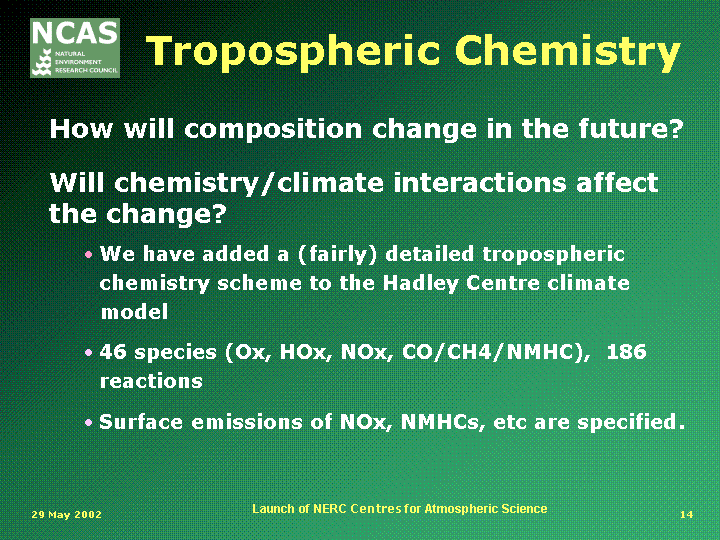 NCAS
NATURAL
ENVIRONMENT
RESEARCH COUNCIL
Tropospheric Chemistry
How will composition change in the future?
Will chemistry/climate interactions affect
the change?
• We have added a (fairly) detailed tropospheric
chemistry scheme to the Hadley Centre climate
model
• 46 species (Ox, HOx, NOx, CO/CH4/NMHC),  186
reactions
• Surface emissions of NOx, NMHCs, etc are specified.
29 May 2002
Launch of NERC Centres for Atmospheric Science
14